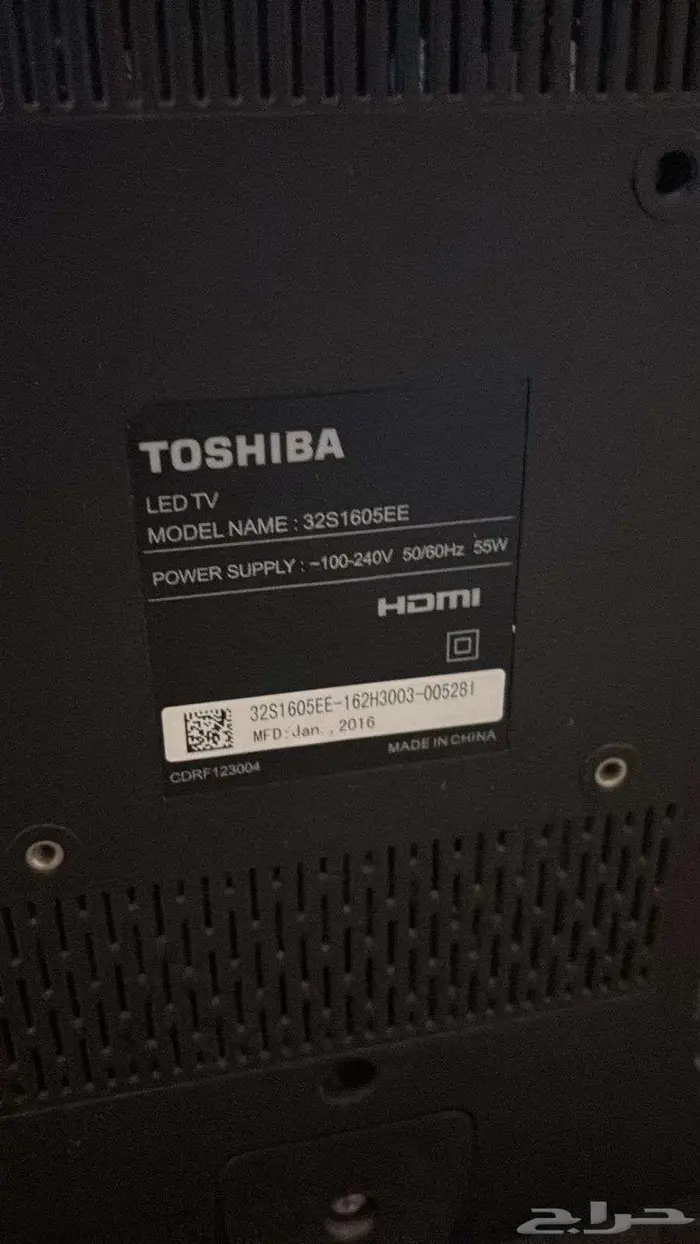 TOSHIBA
LED TV
MODEL NAME : 32S1605EE
POWER SUPPLY : ~100-240V 50/60Hz 55W
HDMI
32S1605EE-162H3003-005281
MFD:Jan. , 2016
CDRF123004
MADE IN CHINA
حراج